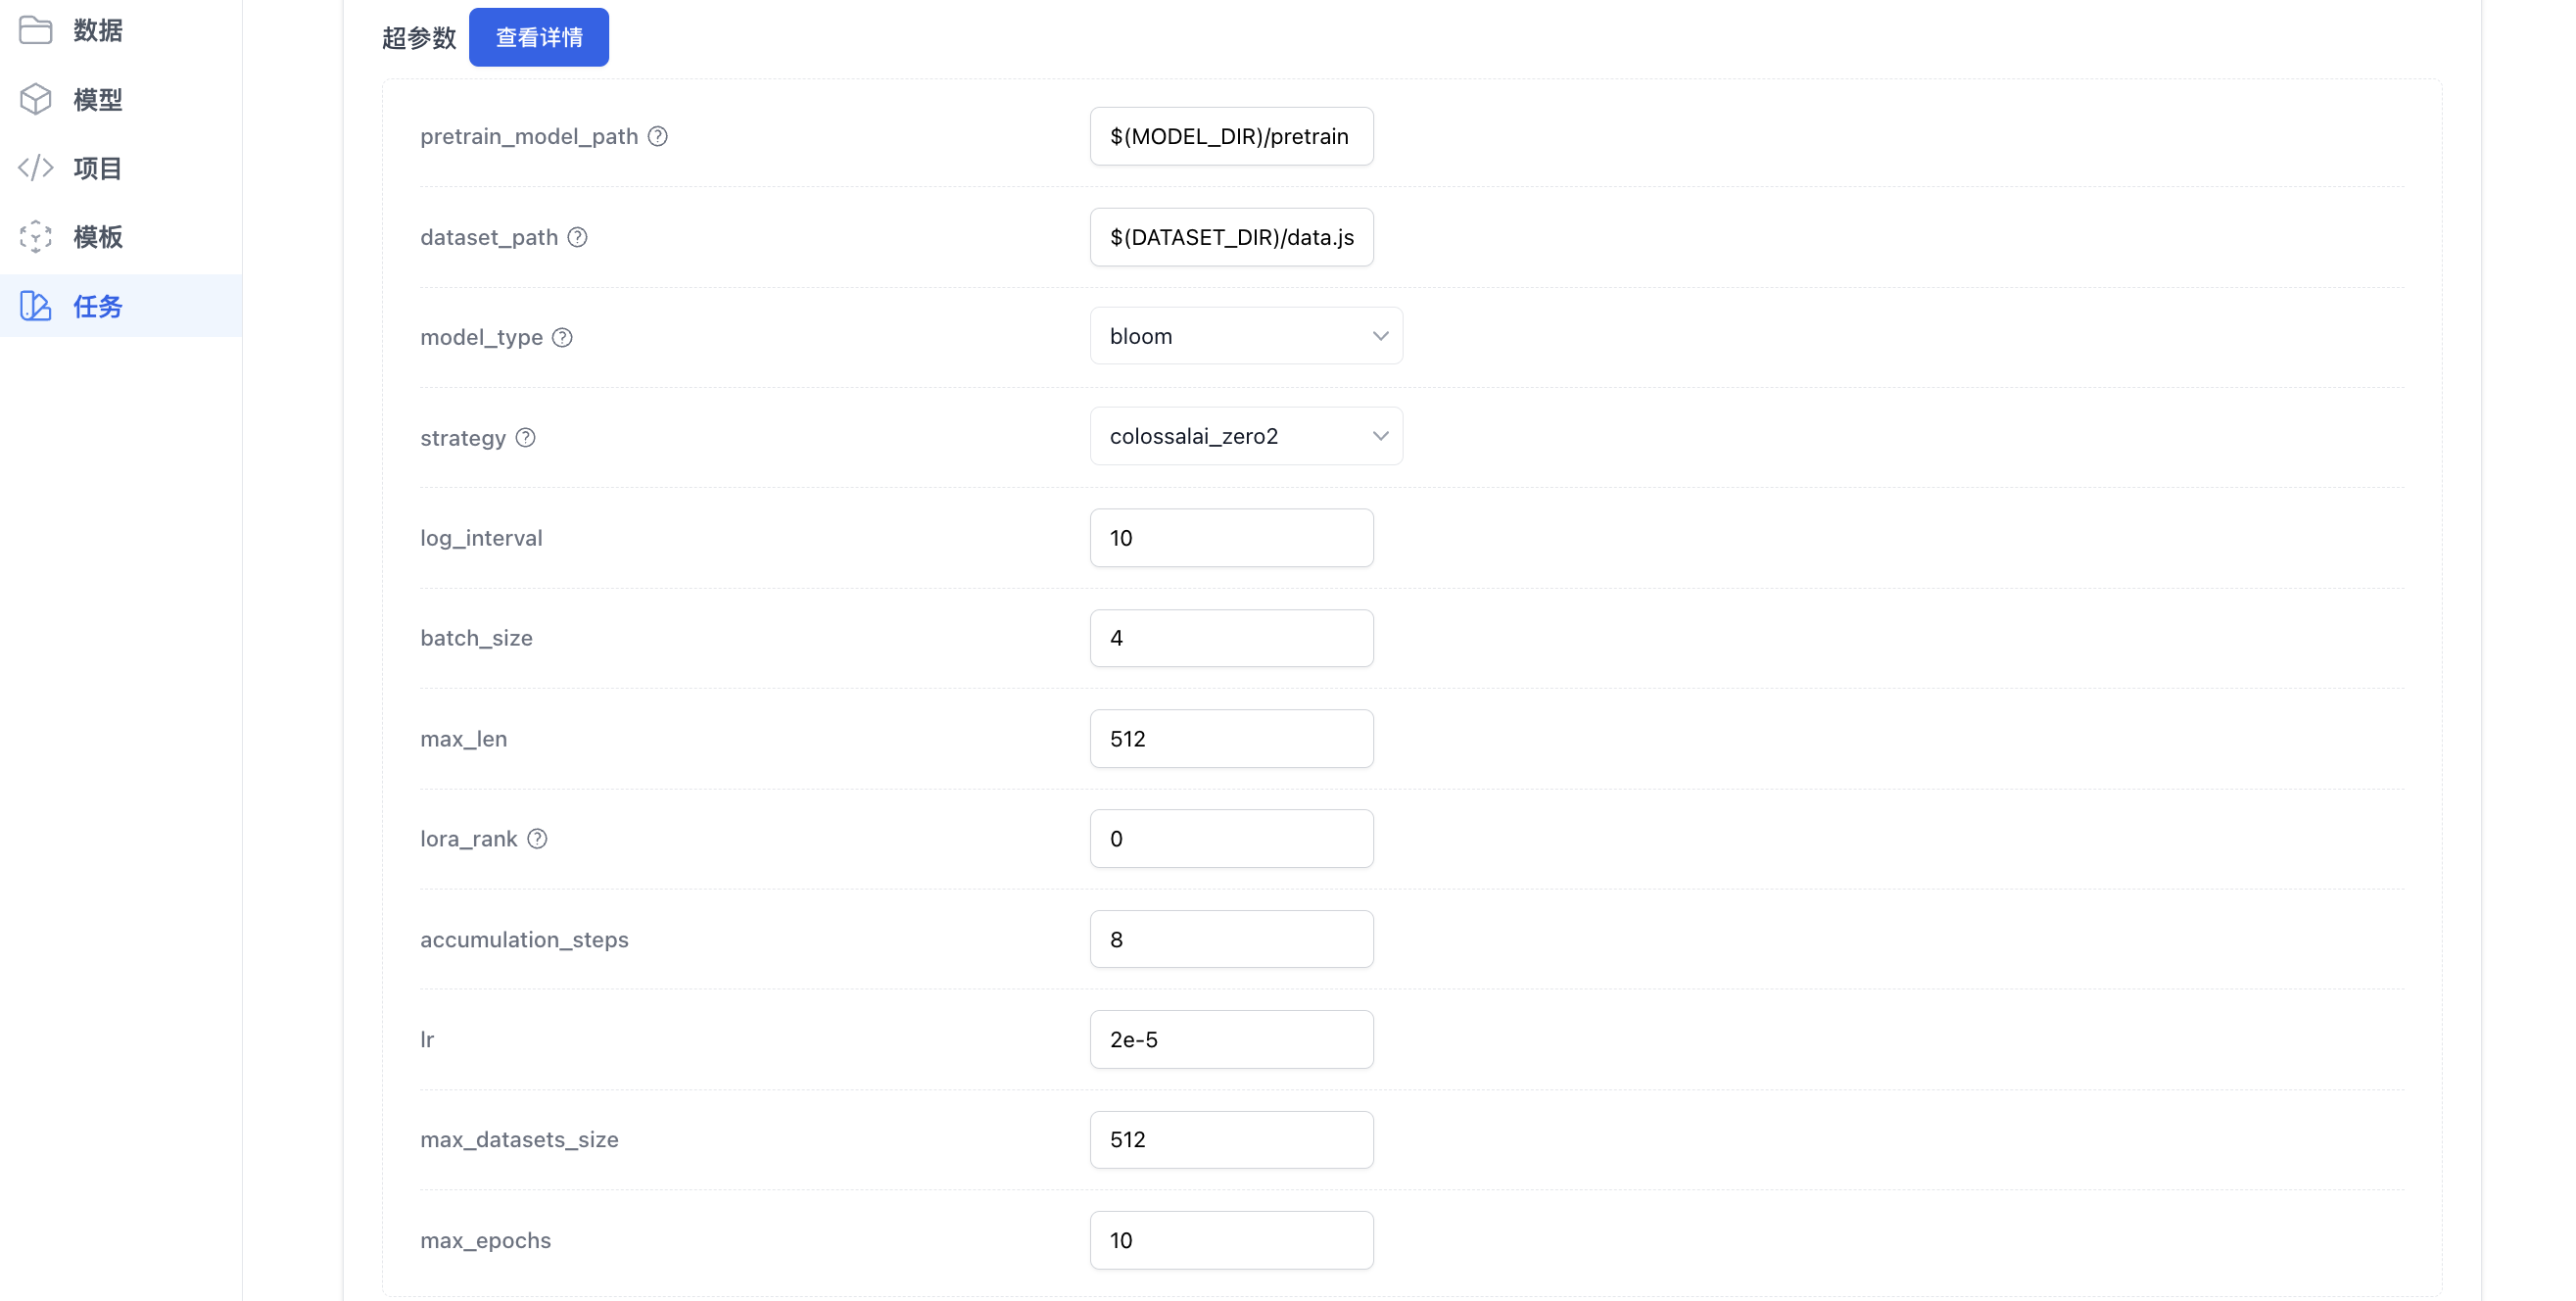 数据
模型
项目
模板
任务
超参数 查看详情
pretrain_model_path $(MODEL_DIR)/pretrain
dataset_path $(DATASET_DIR)/data.js
model_type bloom
strategy colossalai_zero2
log_interval 10
batch_size 4
max_len 512
lora_rank 0
accumulation_steps 8
lr 2e-5
max_datasets_size 512
max_epochs 10